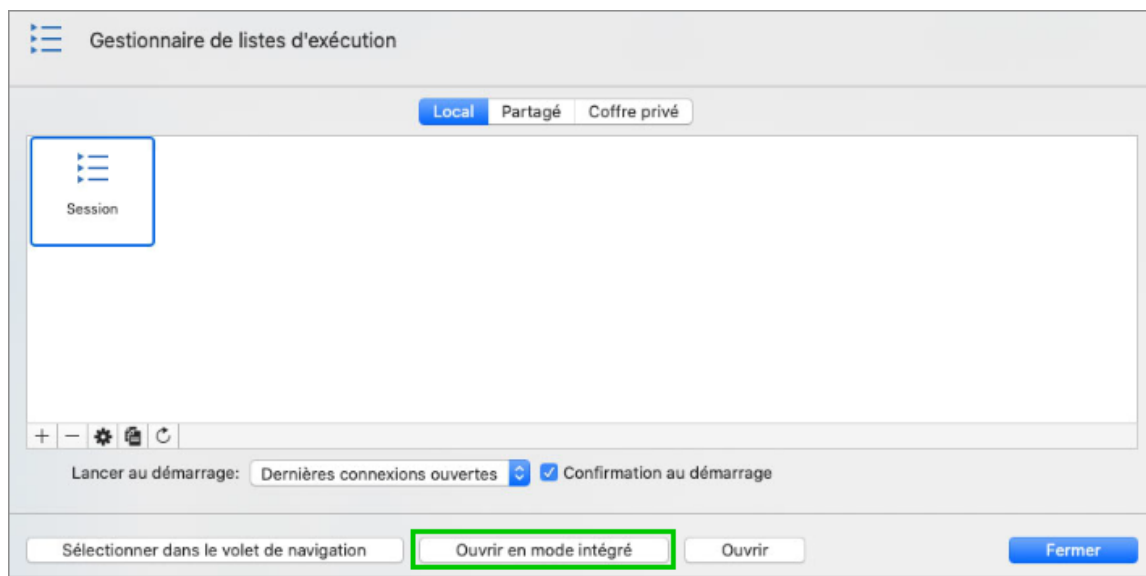 Gestionnaire de listes d'exécution
Local Partagé Coffre privé
Session
Lancer au démarrage: Dernières connexions ouvertes Confirmation au démarrage
Sélectionner dans le volet de navigation Ouvrir en mode intégré Ouvrir Fermer